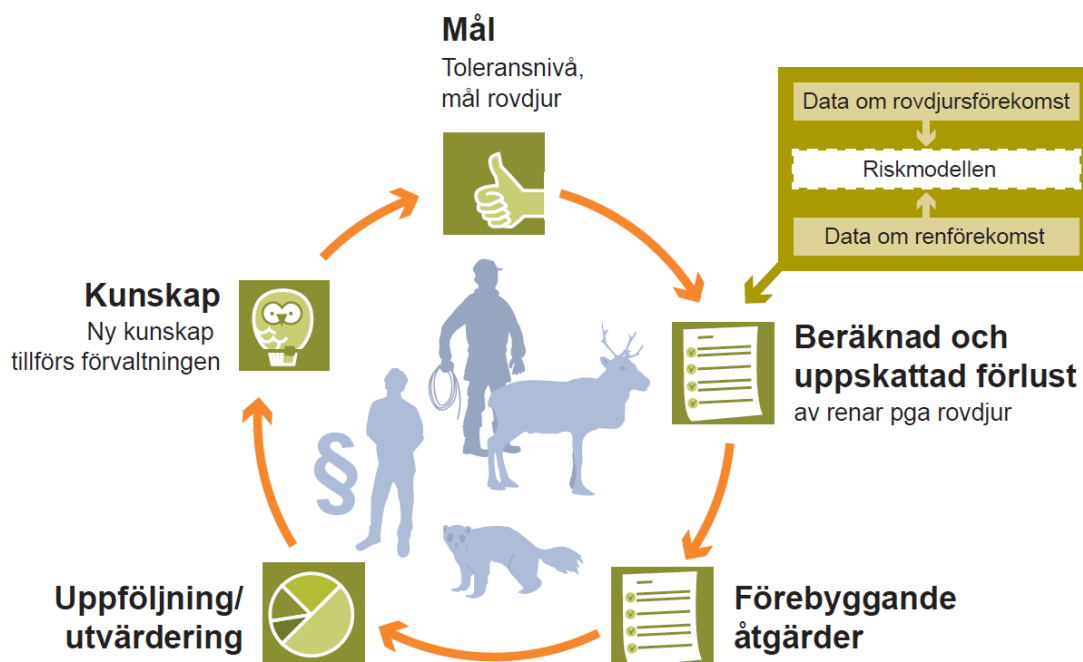 Mål
Toleransnivå,
mål rovdjur
Data om rovdjursförekomst
Riskmodellen
Data om renförekomst
Beräknad och
uppskattad förlust
av renar pga rovdjur
Förebyggande
åtgärder
Uppföljning/
utvärdering
Kunskap
Ny kunskap
tillförs förvaltningen
§